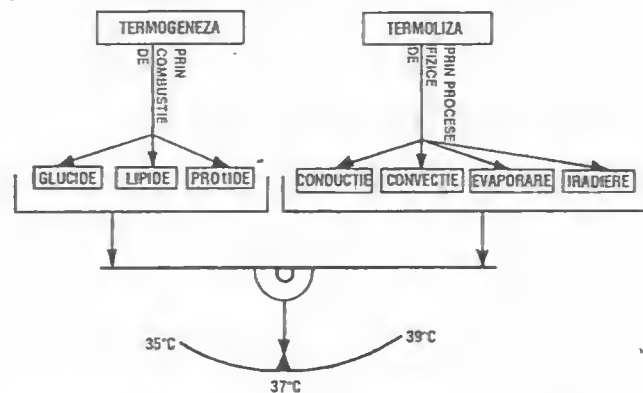 TERMOGENEZA
PRIN
COMBUSTIE
DE
GLUCIDE
LIPIDE
PROTIDE
TERMOLIZA
PRIN PROCESE
FIZICE
DE
CONDUCTIE
CONVECTIE
EVAPORARE
IRADIERE
35°C
39°C
37°C